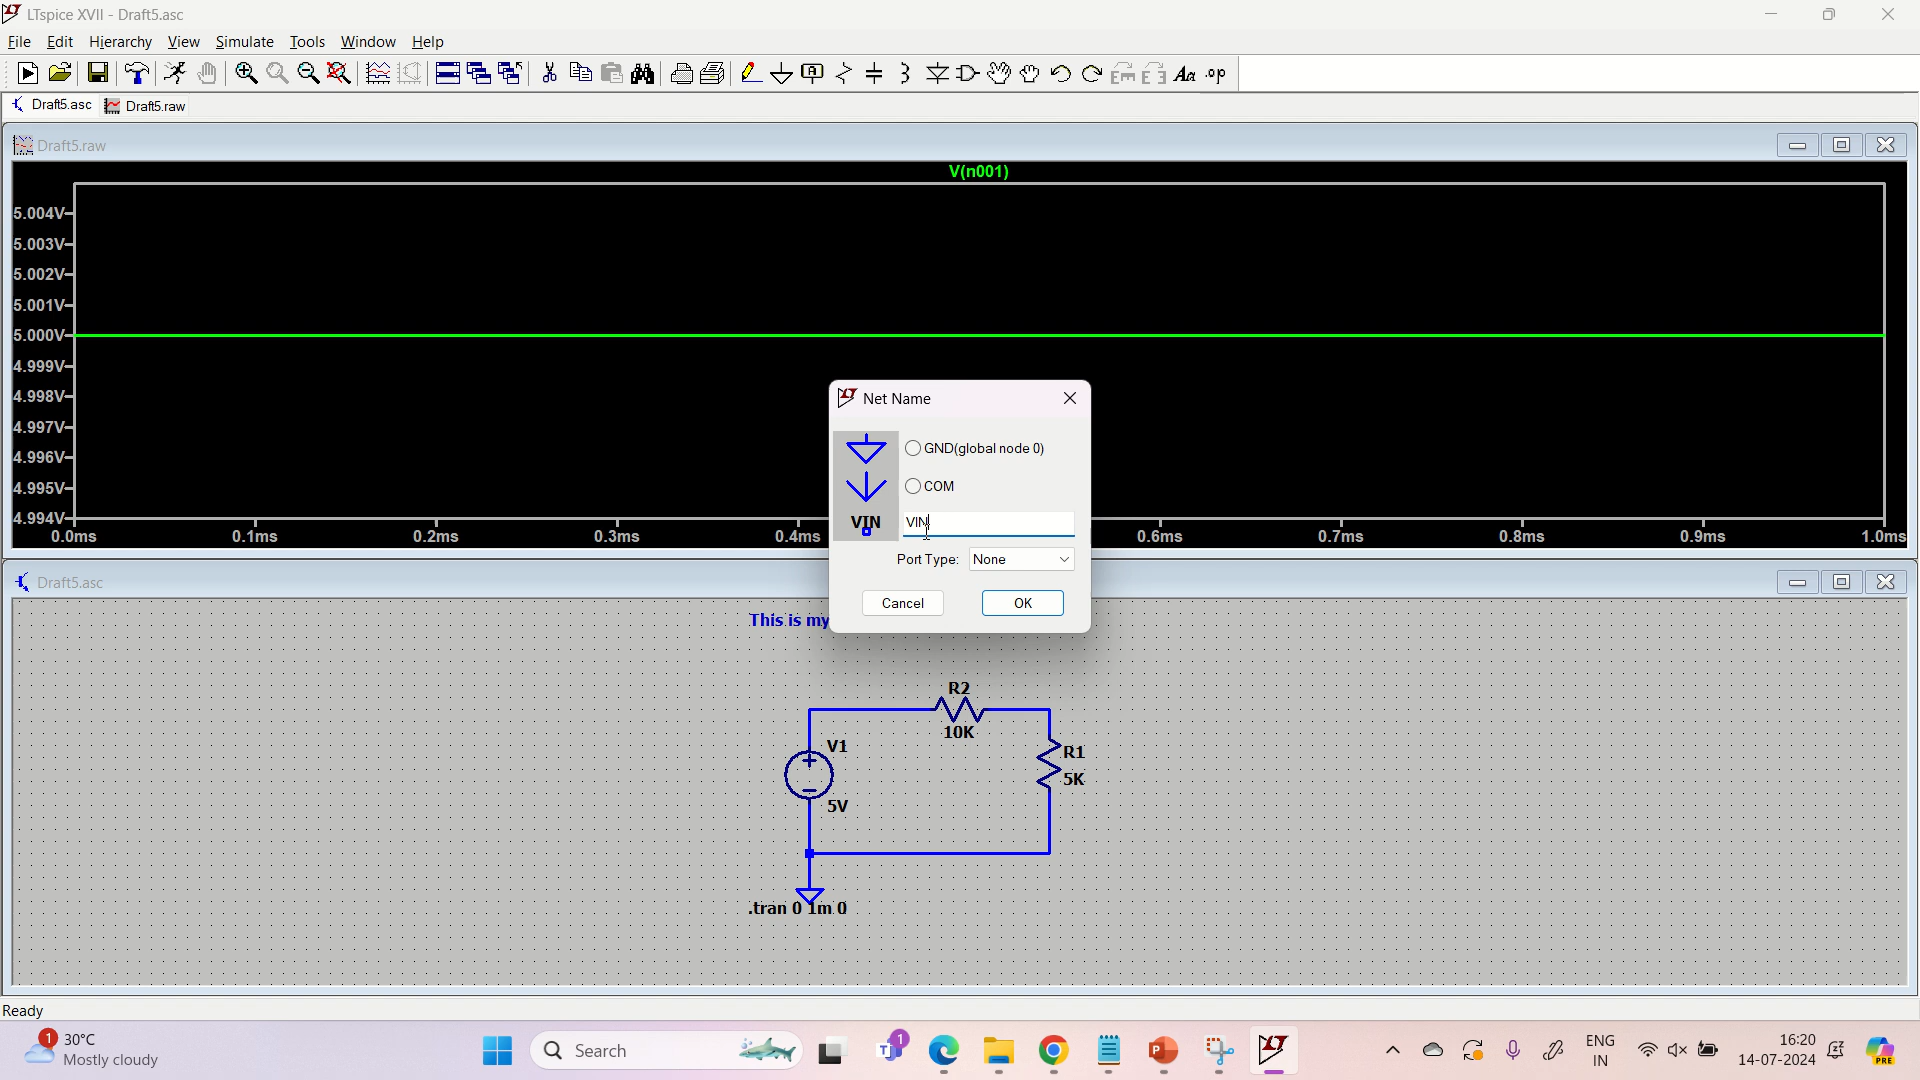 LTspice XVII - Draft5.asc
File Edit Hierarchy View Simulate Tools Window Help
Aa .op
Draft5.asc Draft5.raw
Draft5.raw
V(n001)
5.004V
5.003V
5.002V
5.001V
5.000V
4.999V
4.998V
4.997V
4.996V
4.995V
4.994V
0.0ms 0.1ms 0.2ms 0.3ms 0.4ms 0.6ms 0.7ms 0.8ms 0.9ms 1.0ms
Net Name
GND(global node 0)
COM
VIN VIN
Port Type: None
Cancel OK
Draft5.asc
This is my
R2
10K
V1
R1
5K
5V
.tran 0 1m 0
Ready
1 30°C
Mostly cloudy
Search
1
ENG
IN
16:20
14-07-2024
PRE